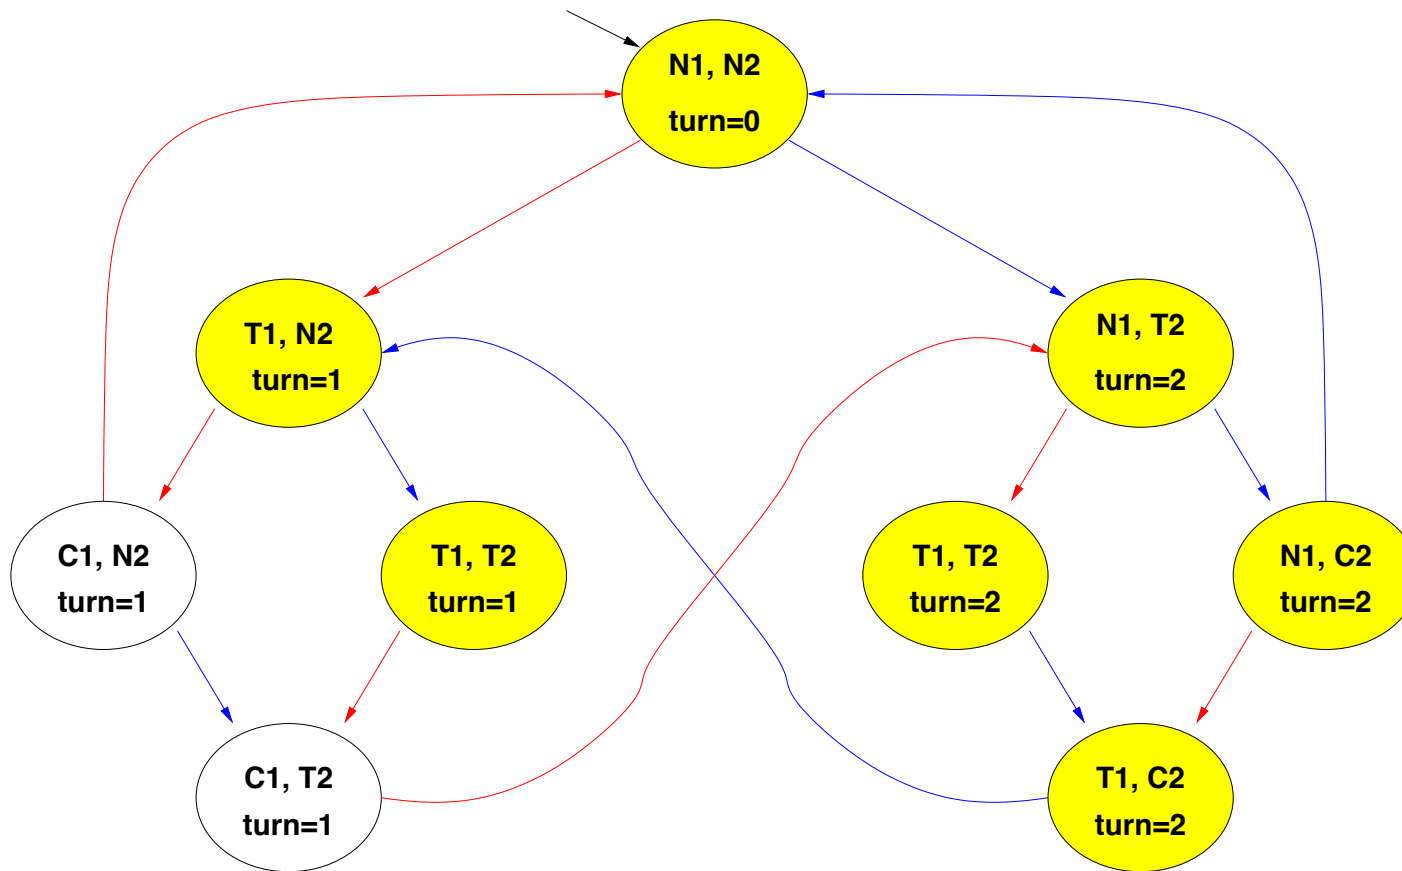 N1, N2
turn=0
T1, N2
turn=1
N1, T2
turn=2
C1, N2
turn=1
T1, T2
turn=1
T1, T2
turn=2
N1, C2
turn=2
C1, T2
turn=1
T1, C2
turn=2